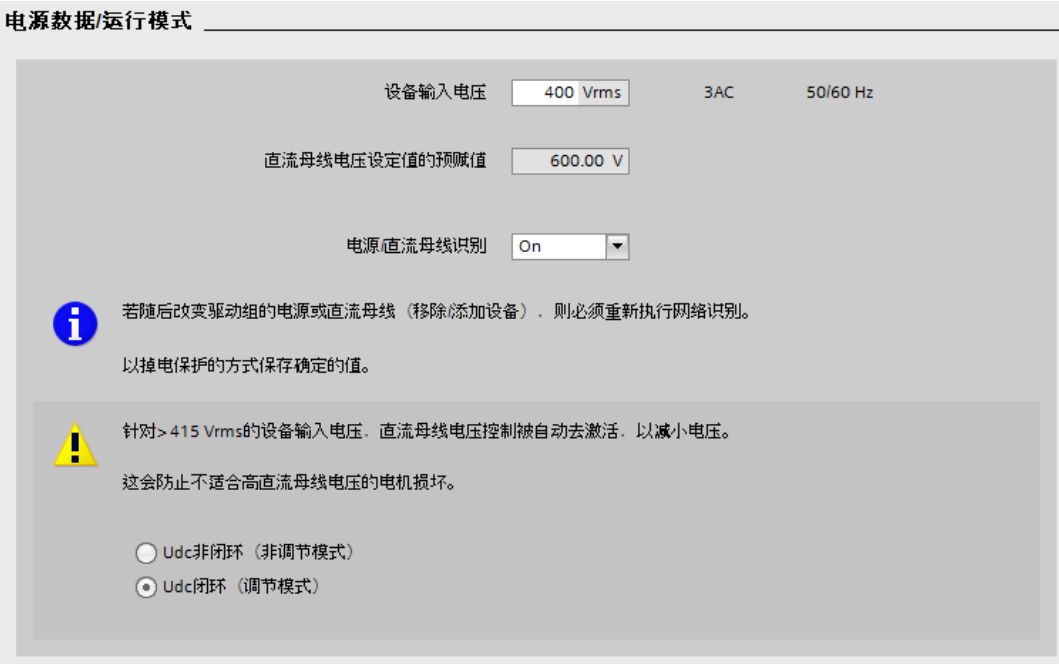 电源数据/运行模式
设备输入电压 400 Vrms 3AC 50/60 Hz
直流母线电压设定值的预赋值 600.00 V
电源/直流母线识别 On
若随后改变驱动组的电源或直流母线（移除/添加设备），则必须重新执行网络识别。
以掉电保护的方式保存确定的值。
针对> 415 Vrms的设备输入电压，直流母线电压控制被自动去激活，以减小电压。
这会防止不适合高直流母线电压的电机损坏。
Udc非闭环（非调节模式）
Udc闭环（调节模式）